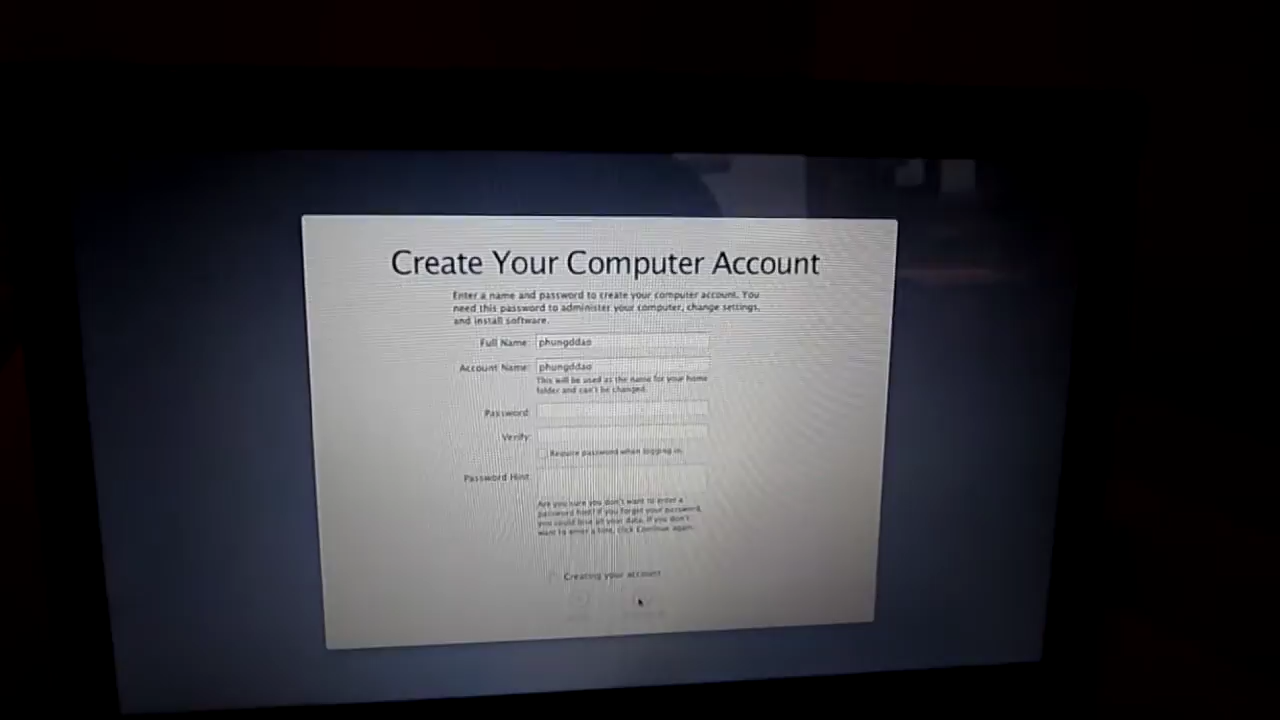 Create Your Computer Account
Enter a name and password to create your computer account. You
need this password to administer your computer, change settings,
and install software.
Full Name: phungddao
Account Name: phungddao
This will be used as the name for your home
folder and can't be changed.
Password:
Verify:
Require password when logging in.
Password Hint:
Are you sure you don't want to enter a
password hint? If you forget your password,
you could lose all your data. If you don't
want to enter a hint, click Continue again.
Creating your account